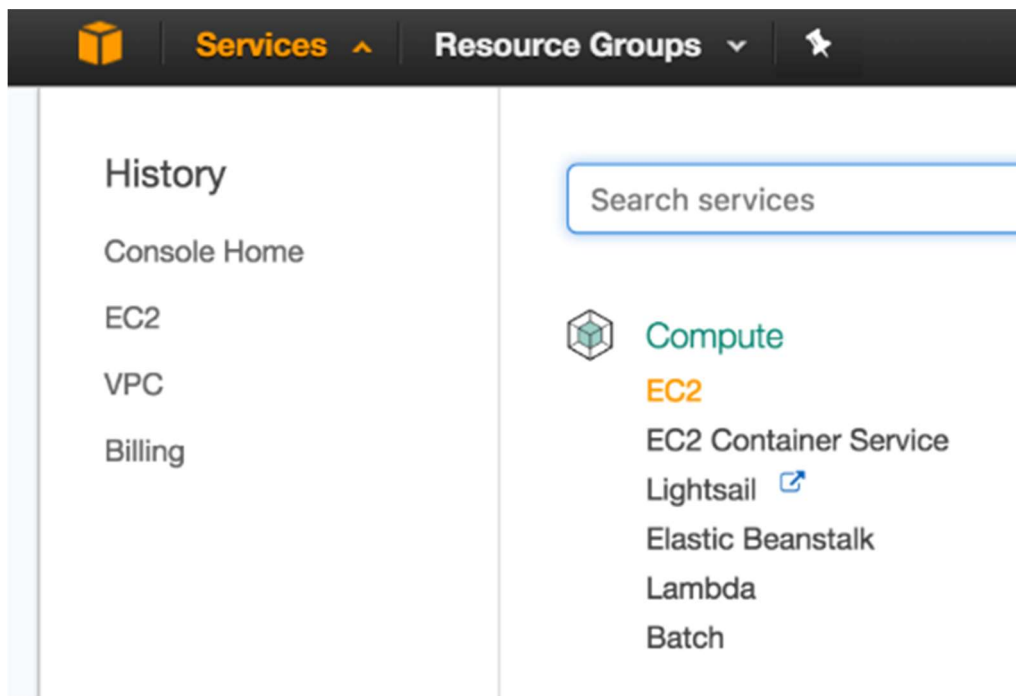 Services Resource Groups
History
Console Home
EC2
VPC
Billing
Search services
Compute
EC2
EC2 Container Service
Lightsail
Elastic Beanstalk
Lambda
Batch